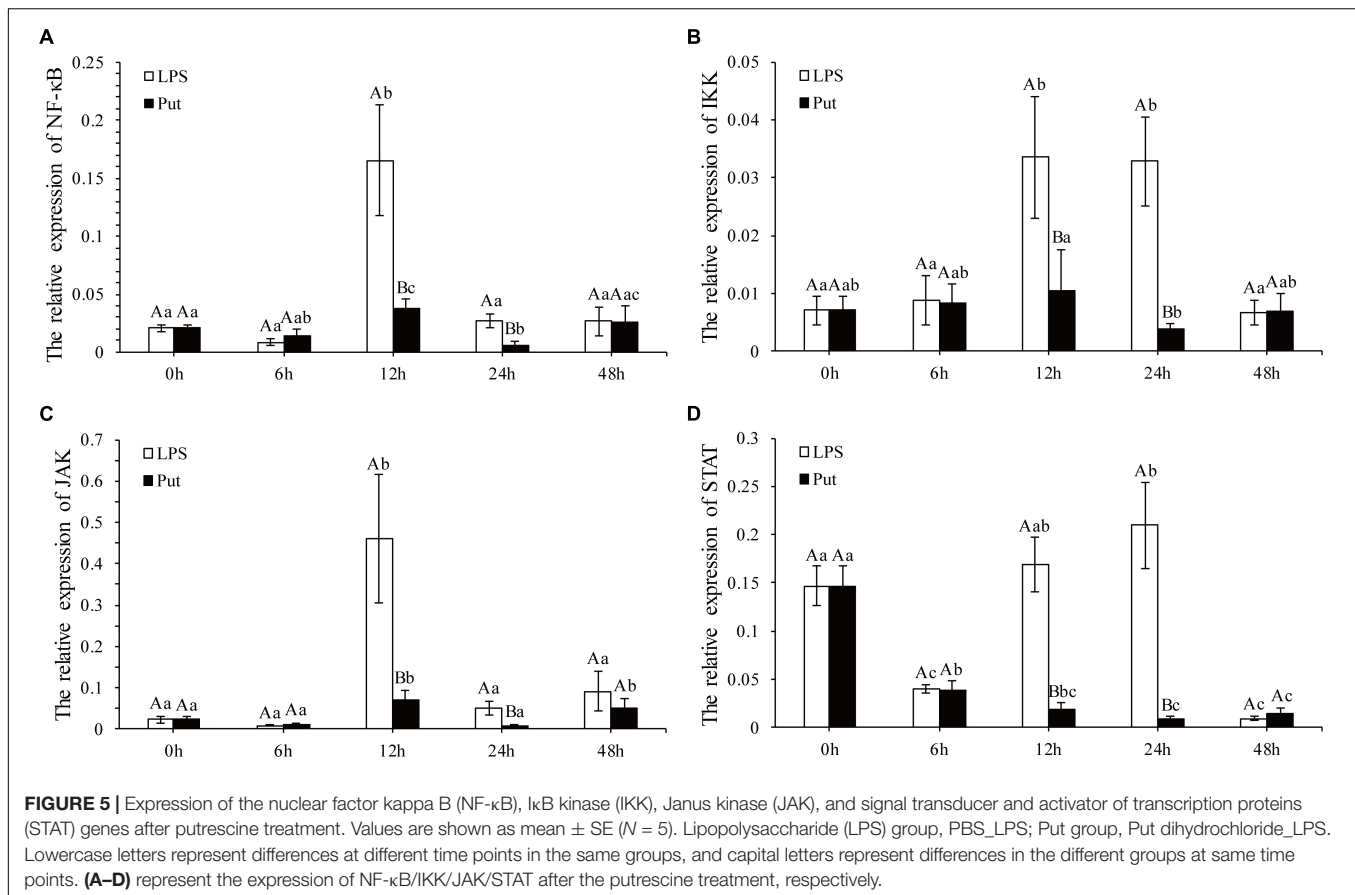 A
The relative expression of NF-κB
0.25
0.2
0.15
0.1
0.05
0
LPS
Put
Aa Aa
Aa Aab
Ab
Bc
Aa
Bb
Aa Aac
0h 6h 12h 24h 48h
B
The relative expression of IKK
0.05
0.04
0.03
0.02
0.01
0
LPS
Put
Aa Aab
Aa Aab
Ab
Ba
Ab
Bb
Aa Aab
0h 6h 12h 24h 48h
C
The relative expression of JAK
0.7
0.6
0.5
0.4
0.3
0.2
0.1
0
LPS
Put
Aa Aa
Aa Aa
Ab
Bb
Aa
Ba
Aa
Ab
0h 6h 12h 24h 48h
D
The relative expression of STAT
0.3
0.25
0.2
0.15
0.1
0.05
0
LPS
Put
Aa Aa
Ac Ab
Aab
Bbc
Ab
Bc
Ac Ac
0h 6h 12h 24h 48h
FIGURE 5 | Expression of the nuclear factor kappa B (NF-κB), IκB kinase (IKK), Janus kinase (JAK), and signal transducer and activator of transcription proteins
(STAT) genes after putrescine treatment. Values are shown as mean ± SE (N = 5). Lipopolysaccharide (LPS) group, PBS_LPS; Put group, Put dihydrochloride_LPS.
Lowercase letters represent differences at different time points in the same groups, and capital letters represent differences in the different groups at same time
points. (A–D) represent the expression of NF-κB/IKK/JAK/STAT after the putrescine treatment, respectively.